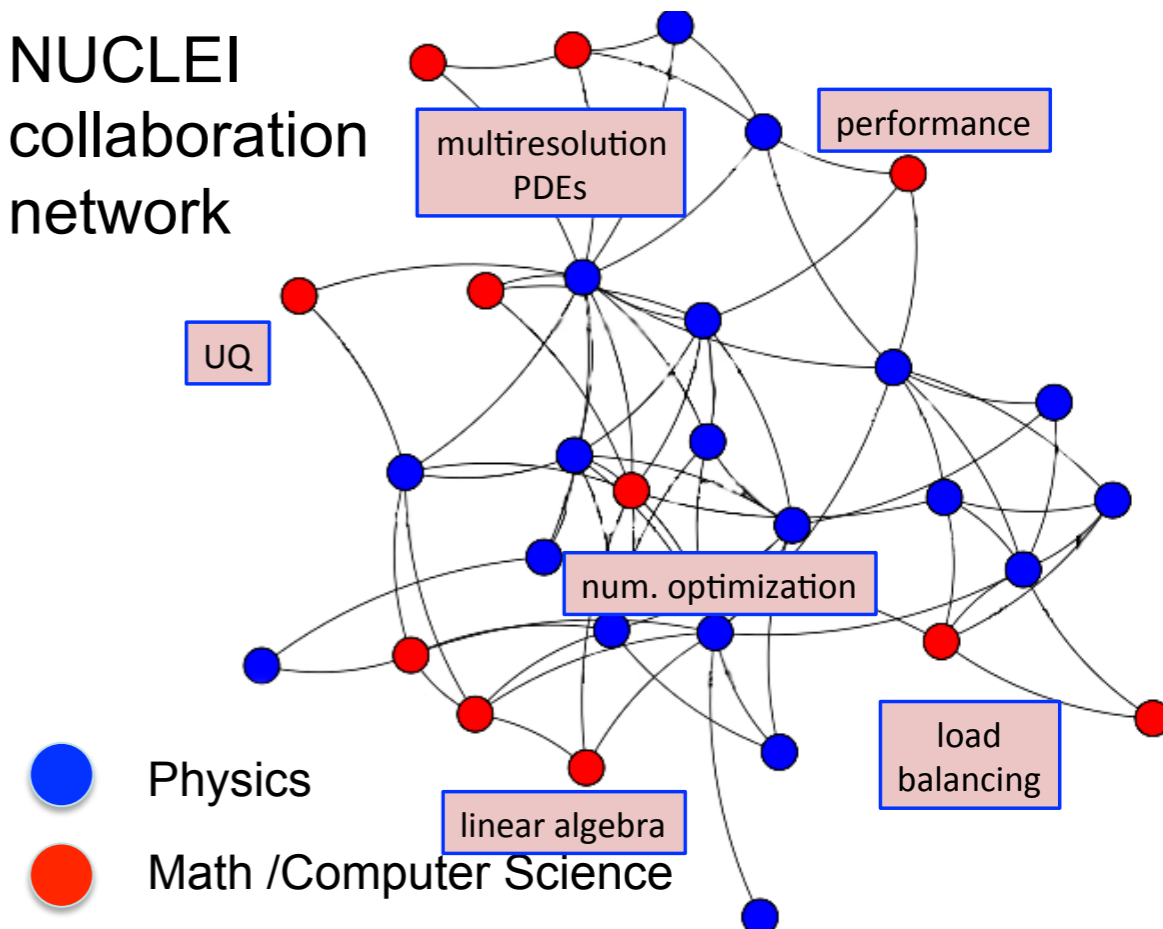 NUCLEI
collaboration
network
multiresolution
PDEs
performance
UQ
num. optimization
load
balancing
linear algebra
Physics
Math /Computer Science